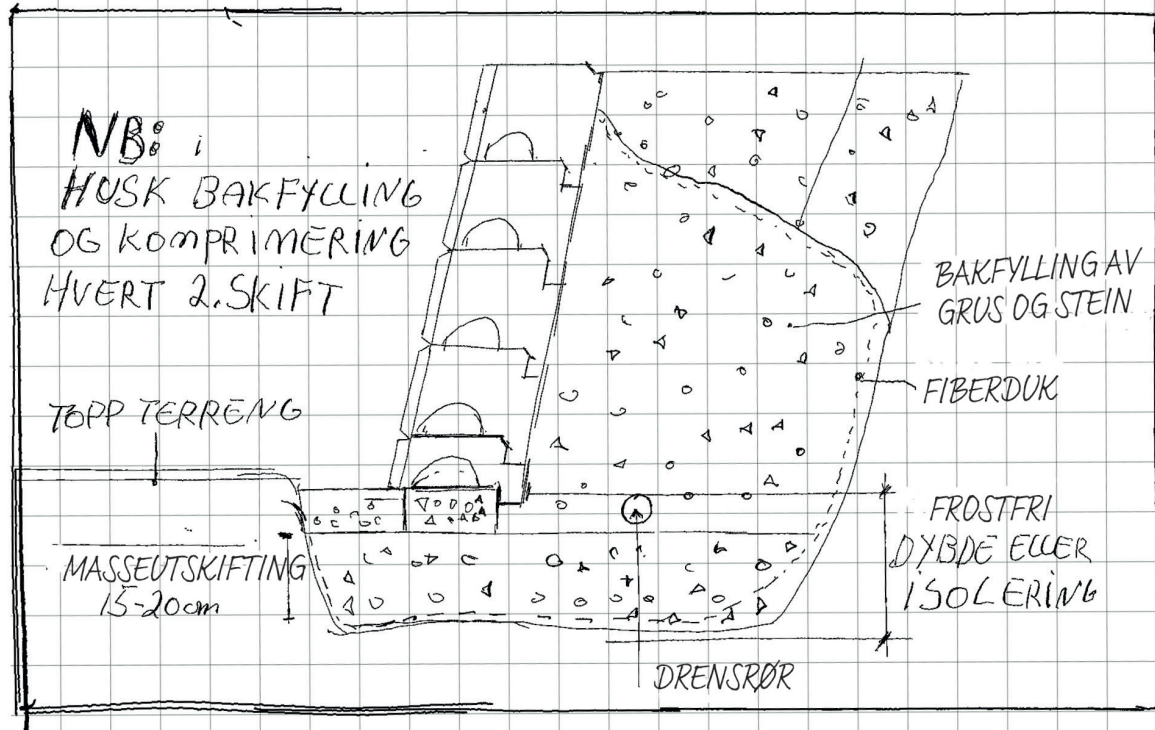 NB:
HUSK BAKFYLLING
OG KOMPRIMERING
HVERT 2. SKIFT
BAKFYLLING AV
GRUS OG STEIN
FIBERDUK
TOPP TERRENG
FROSTFRI
DYBDE ELLER
ISOLERING
MASSEUTSKIFTING
15-20cm
DRENSRØR